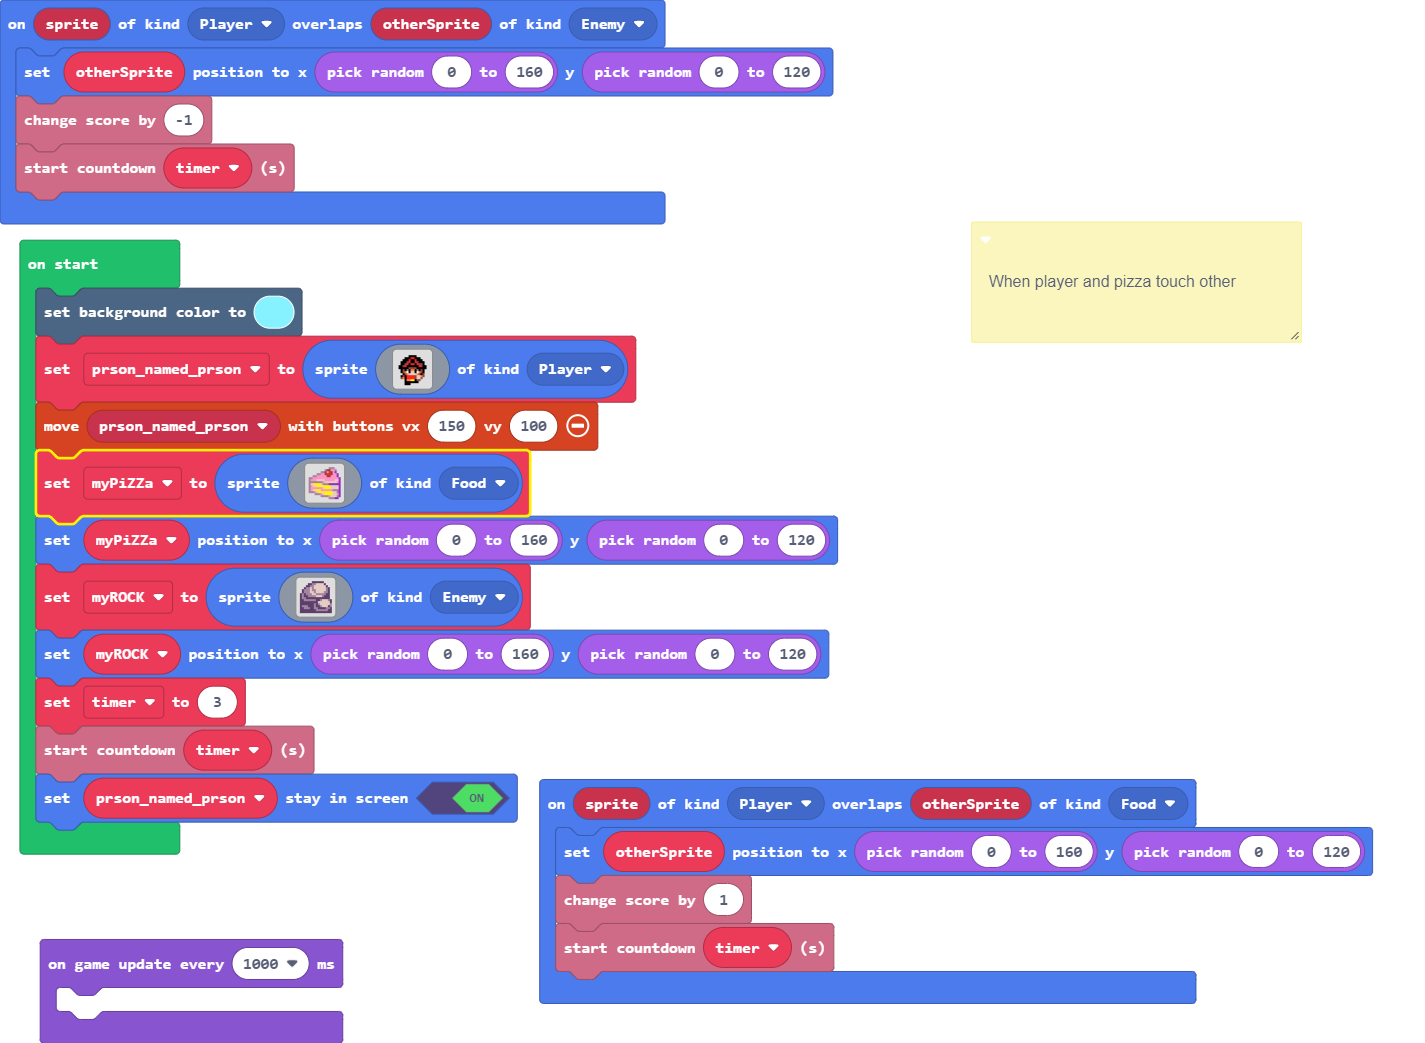 on sprite of kind Player overlaps otherSprite of kind Enemy
set otherSprite position to x pick random 0 to 160 y pick random 0 to 120
change score by -1
start countdown timer (s)
When player and pizza touch other
on start
set background color to
set prson_named_prson to sprite of kind Player
move prson_named_prson with buttons vx 150 vy 100
set myPiZZa to sprite of kind Food
set myPiZZa position to x pick random 0 to 160 y pick random 0 to 120
set myROCK to sprite of kind Enemy
set myROCK position to x pick random 0 to 160 y pick random 0 to 120
set timer to 3
start countdown timer (s)
set prson_named_prson stay in screen ON
on sprite of kind Player overlaps otherSprite of kind Food
set otherSprite position to x pick random 0 to 160 y pick random 0 to 120
change score by 1
start countdown timer (s)
on game update every 1000 ms